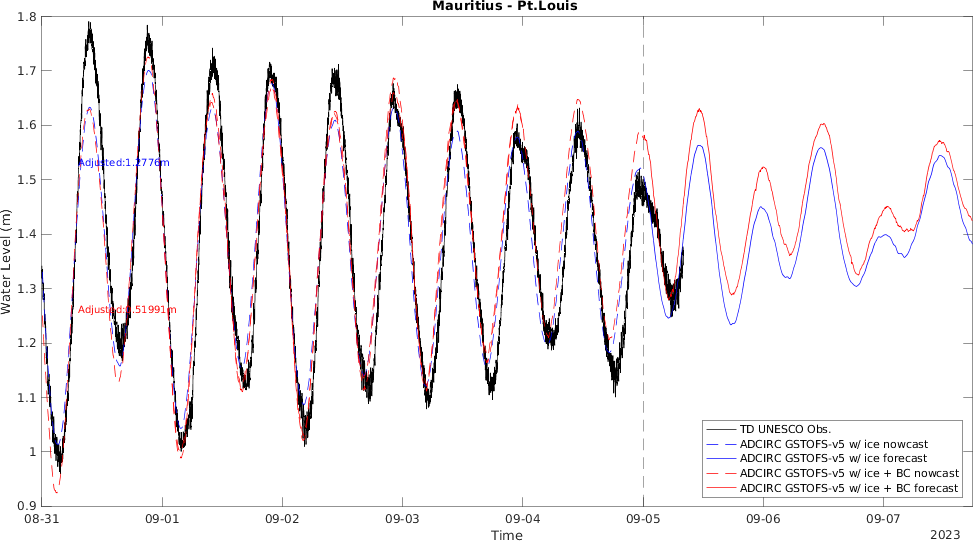 Mauritius - Pt.Louis
1.8
1.7
1.6
1.5
1.4
1.3
1.2
1.1
1
0.9
Water Level (m)
Adjusted:1.2776m
TD UNESCO Obs.
ADCIRC GSTOFS-v5 w/ ice nowcast
ADCIRC GSTOFS-v5 w/ ice forecast
ADCIRC GSTOFS-v5 w/ ice + BC nowcast
ADCIRC GSTOFS-v5 w/ ice + BC forecast
08-31
09-01
09-02
09-03
09-04
09-05
09-06
09-07
Time
2023